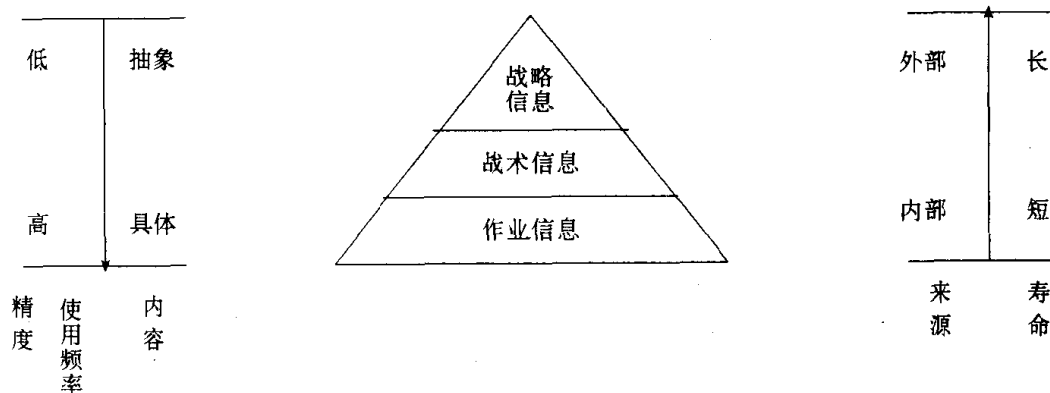 低 抽象
战略
信息
外部 长
战术信息
高 具体
作业信息
内部 短
精度 使用频率 内容
来源 寿命